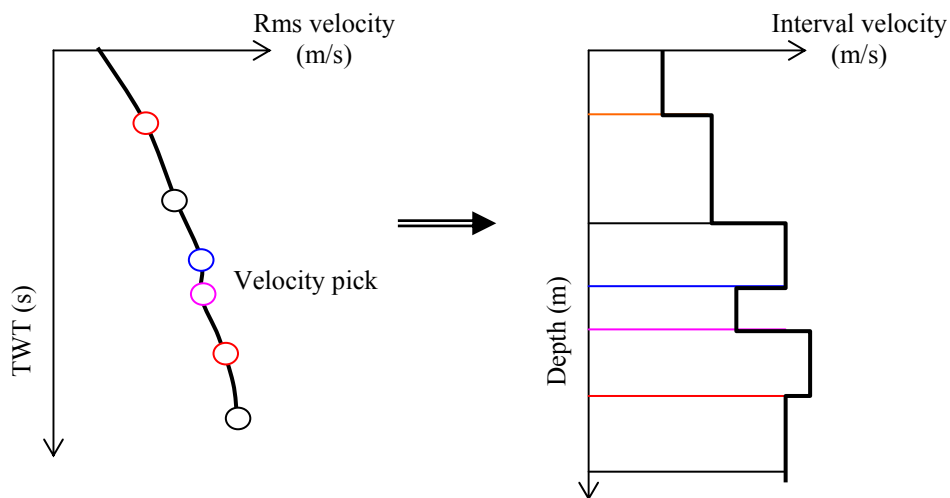 Rms velocity
(m/s)
TWT (s)
Velocity pick
Interval velocity
(m/s)
Depth (m)